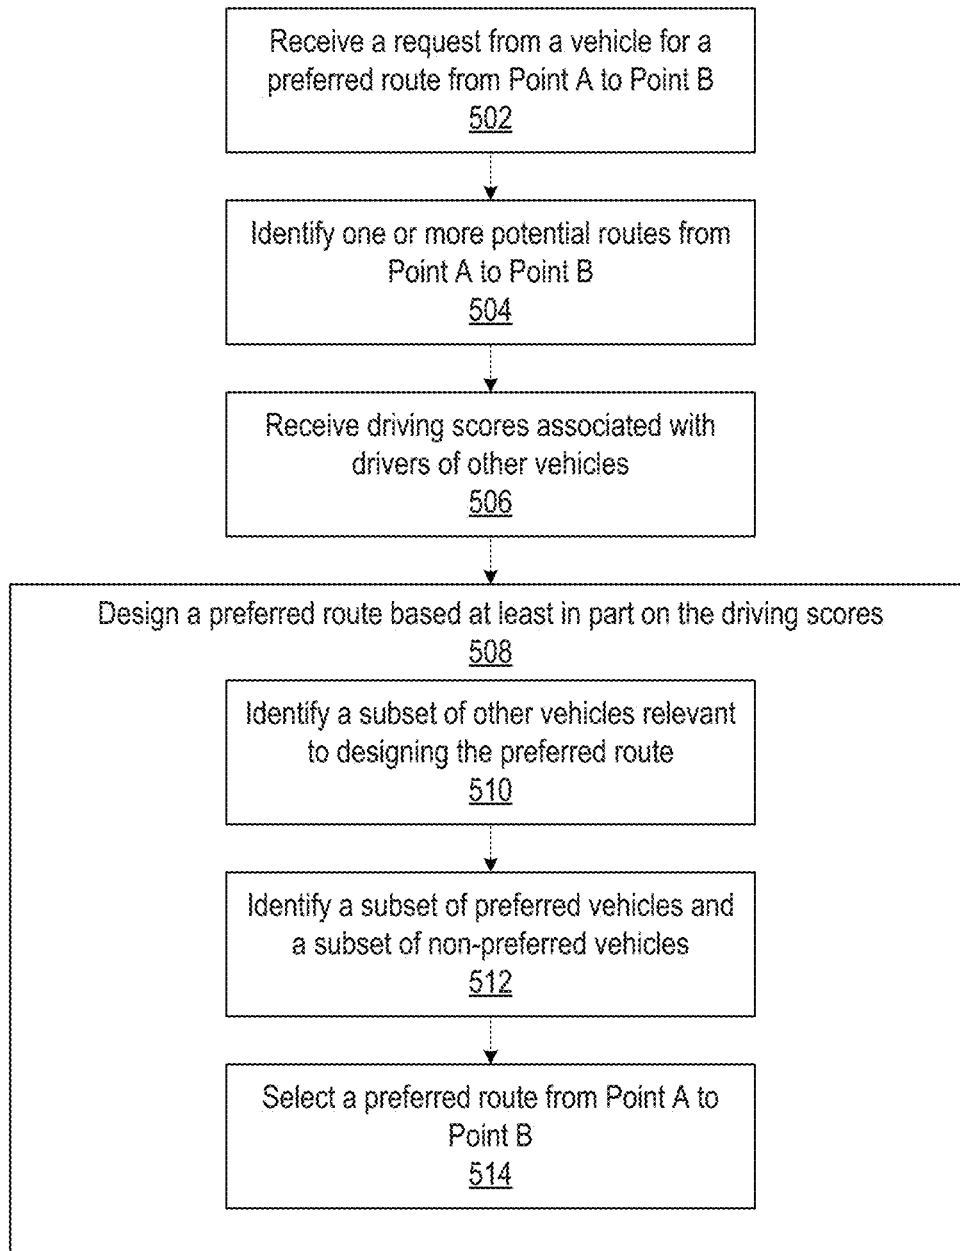 Receive a request from a vehicle for a
preferred route from Point A to Point B
502
Identify one or more potential routes from
Point A to Point B
504
Receive driving scores associated with
drivers of other vehicles
506
Design a preferred route based at least in part on the driving scores
508
Identify a subset of other vehicles relevant
to designing the preferred route
510
Identify a subset of preferred vehicles and
a subset of non-preferred vehicles
512
Select a preferred route from Point A to
Point B
514